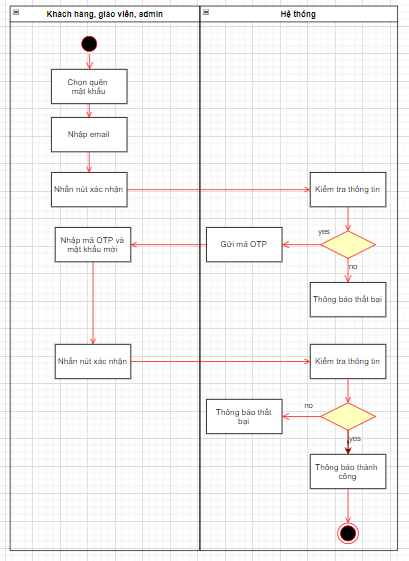 Khách hàng, giáo viên, admin
Hệ thống
Chọn quên
mật khẩu
Nhập email
Nhấn nút xác nhận
Kiểm tra thông tin
yes
Nhập mã OTP và
mật khẩu mới
Gửi mã OTP
no
Thông báo thất bại
Nhấn nút xác nhận
Kiểm tra thông tin
no
Thông báo thất
bại
yes
Thông báo thành
công